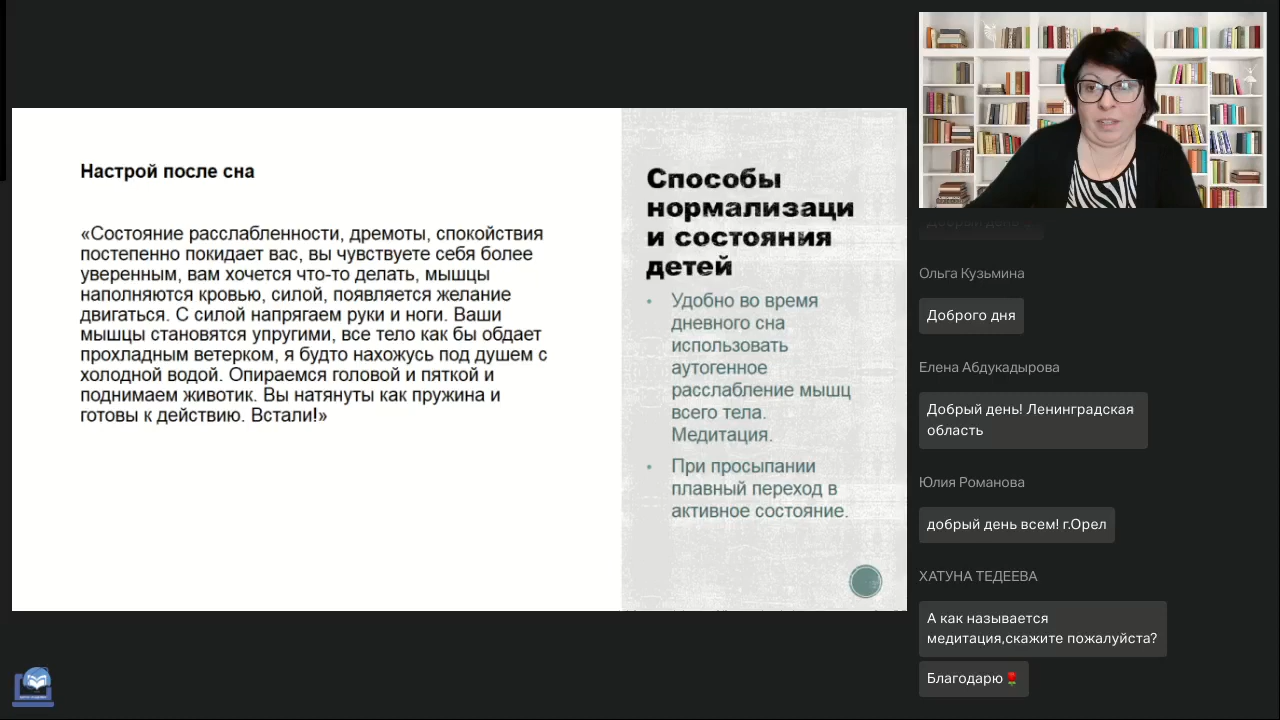 Настрой после сна
«Состояние расслабленности, дремоты, спокойствия
постепенно покидает вас, вы чувствуете себя более
уверенным, вам хочется что-то делать, мышцы
наполняются кровью, силой, появляется желание
двигаться. С силой напрягаем руки и ноги. Ваши
мышцы становятся упругими, все тело как бы обдает
прохладным ветерком, я будто нахожусь под душем с
холодной водой. Опираемся головой и пяткой и
поднимаем животик. Вы натянуты как пружина и
готовы к действию. Встали!»
Способы
нормализаци
и состояния
детей
• Удобно во время
дневного сна
использовать
аутогенное
расслабление мышц
всего тела.
Медитация.
• При просыпании
плавный переход в
активное состояние.
Ольга Кузьмина
Доброго дня
Елена Абдукадырова
Добрый день! Ленинградская
область
Юлия Романова
добрый день всем! г.Орел
ХАТУНА ТЕДЕЕВА
А как называется
медитация,скажите пожалуйста?
Благодарю🌹